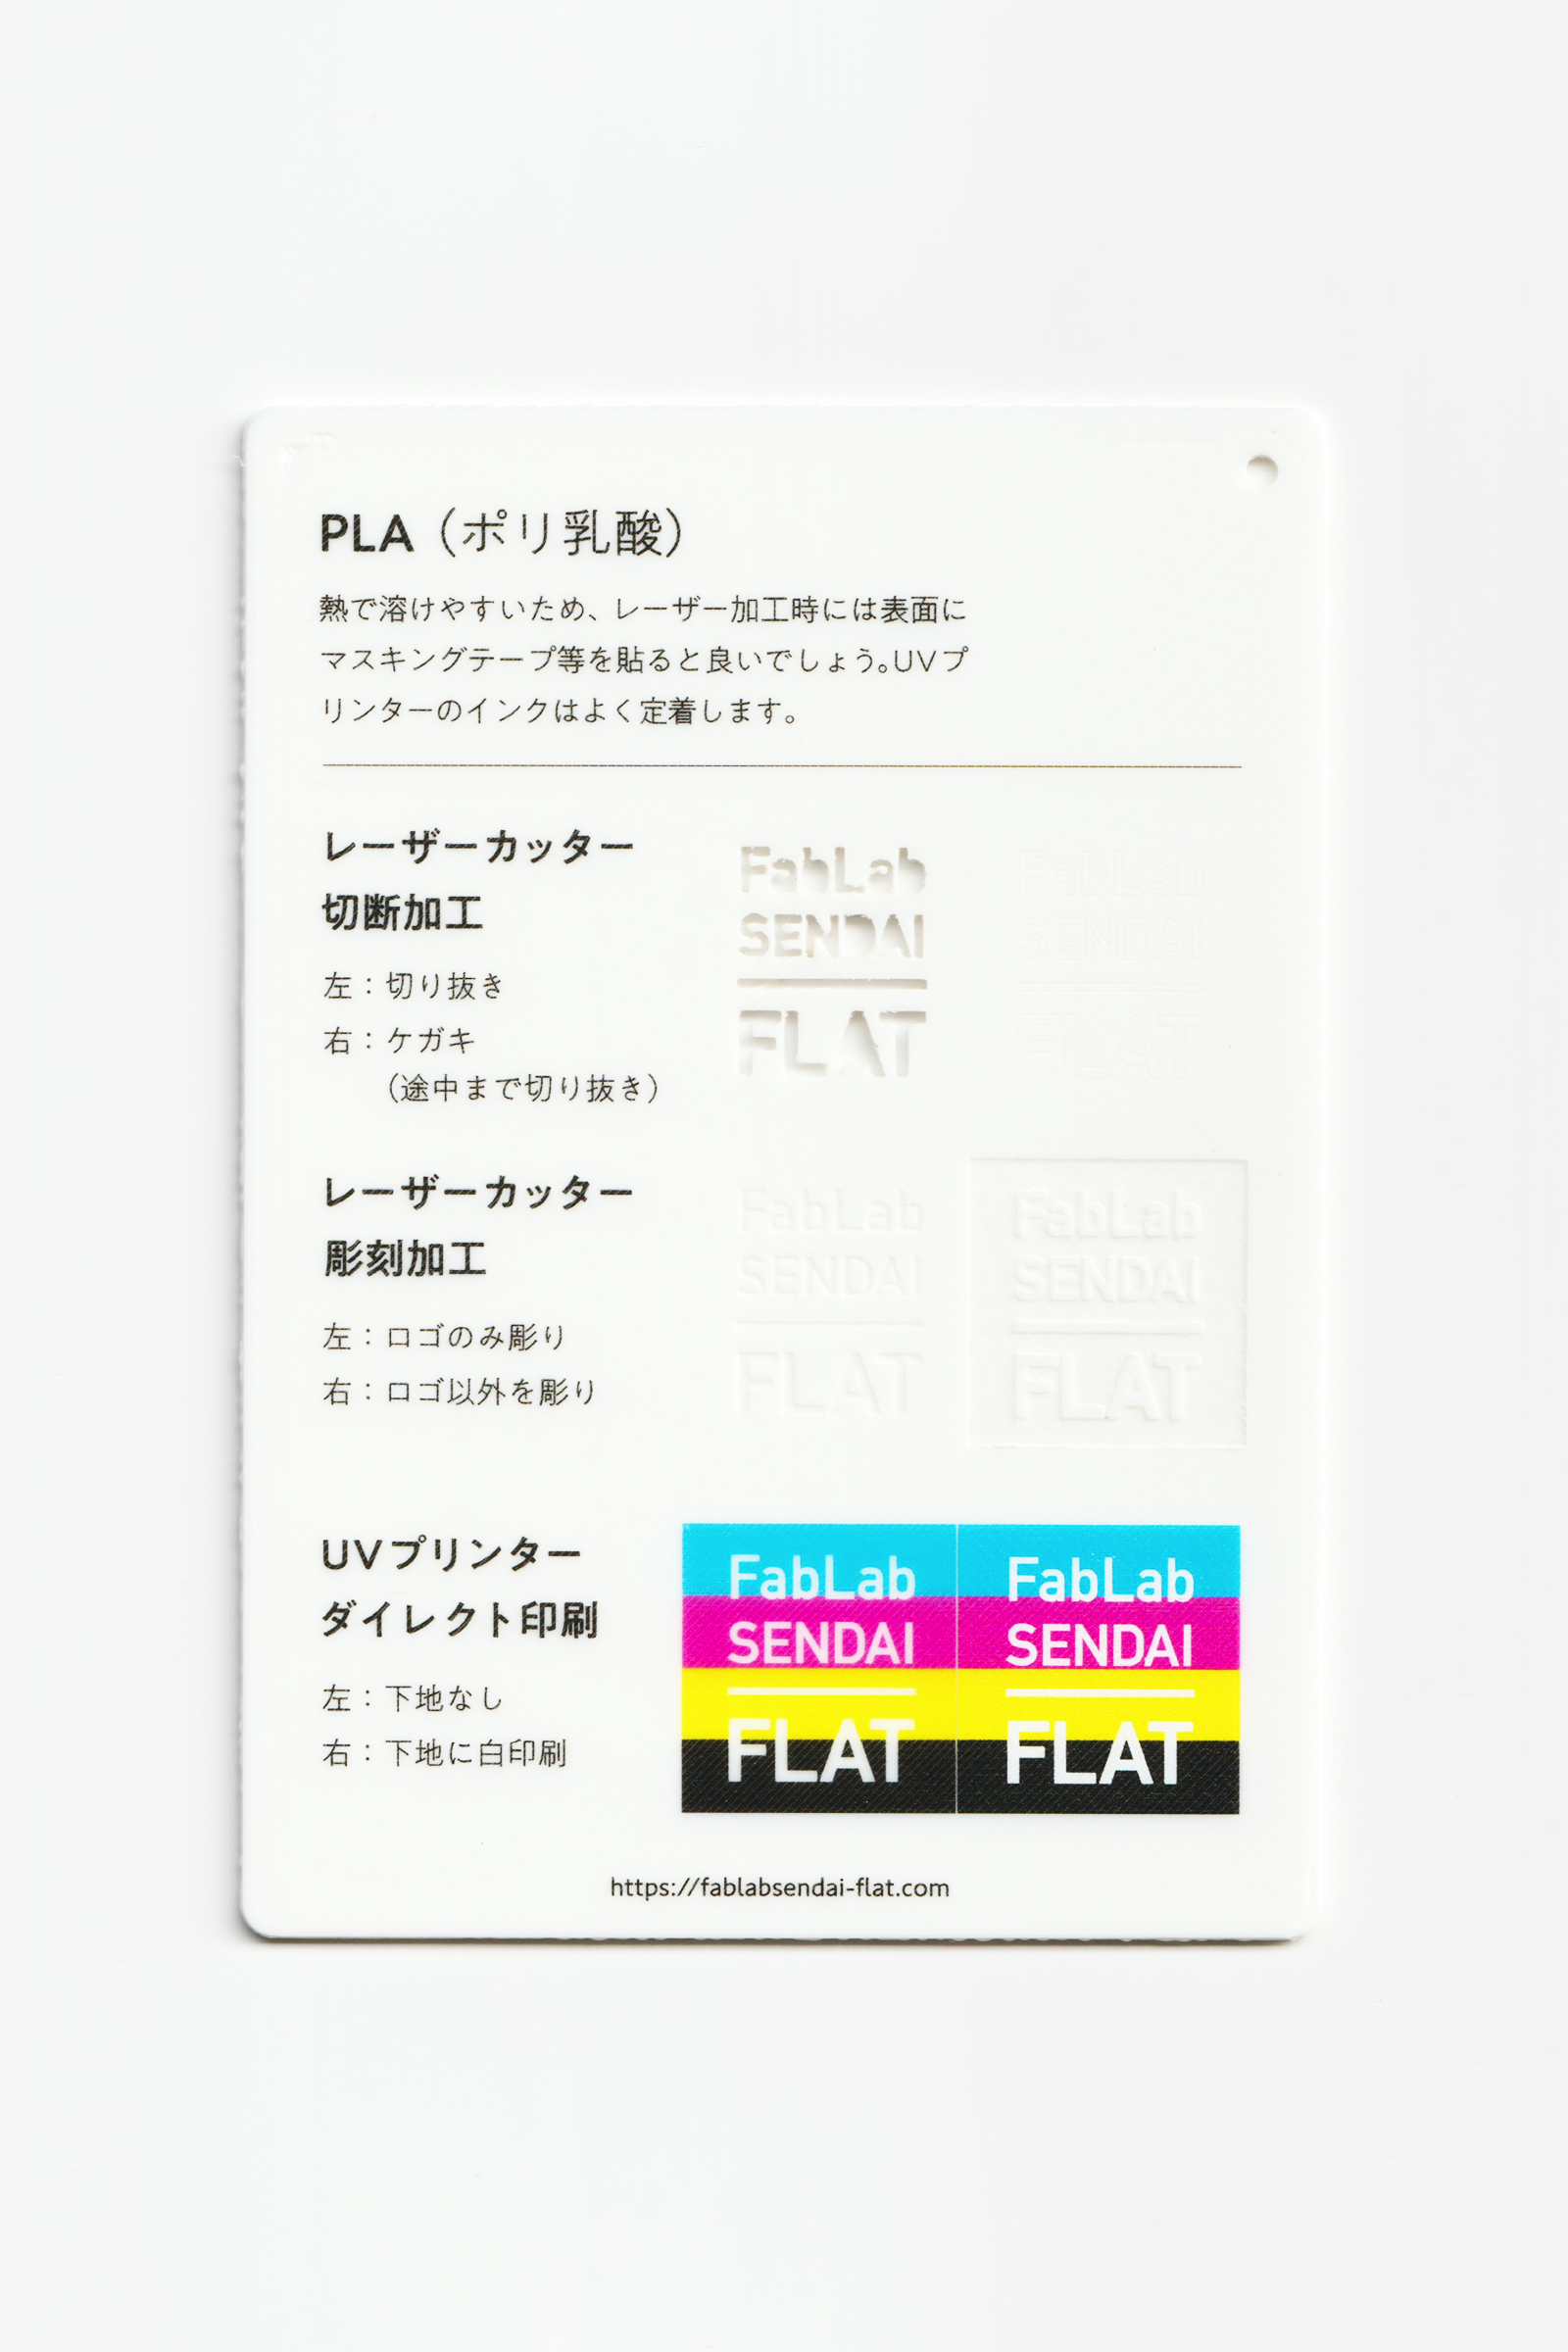 PLA（ポリ乳酸）
熱で溶けやすいため、レーザー加工時には表面に
マスキングテープ等を貼ると良いでしょう。UVプ
リンターのインクはよく定着します。
レーザーカッター
切断加工
左：切り抜き
右：ケガキ
（途中まで切り抜き）
FabLab
SENDAI
FLAT
FabLab
SENDAI
FLAT
レーザーカッター
彫刻加工
左：ロゴのみ彫り
右：ロゴ以外を彫り
FabLab
SENDAI
FLAT
FabLab
SENDAI
FLAT
UVプリンター
ダイレクト印刷
左：下地なし
右：下地に白印刷
FabLab
SENDAI
FLAT
FabLab
SENDAI
FLAT
https://fablabsendai-flat.com